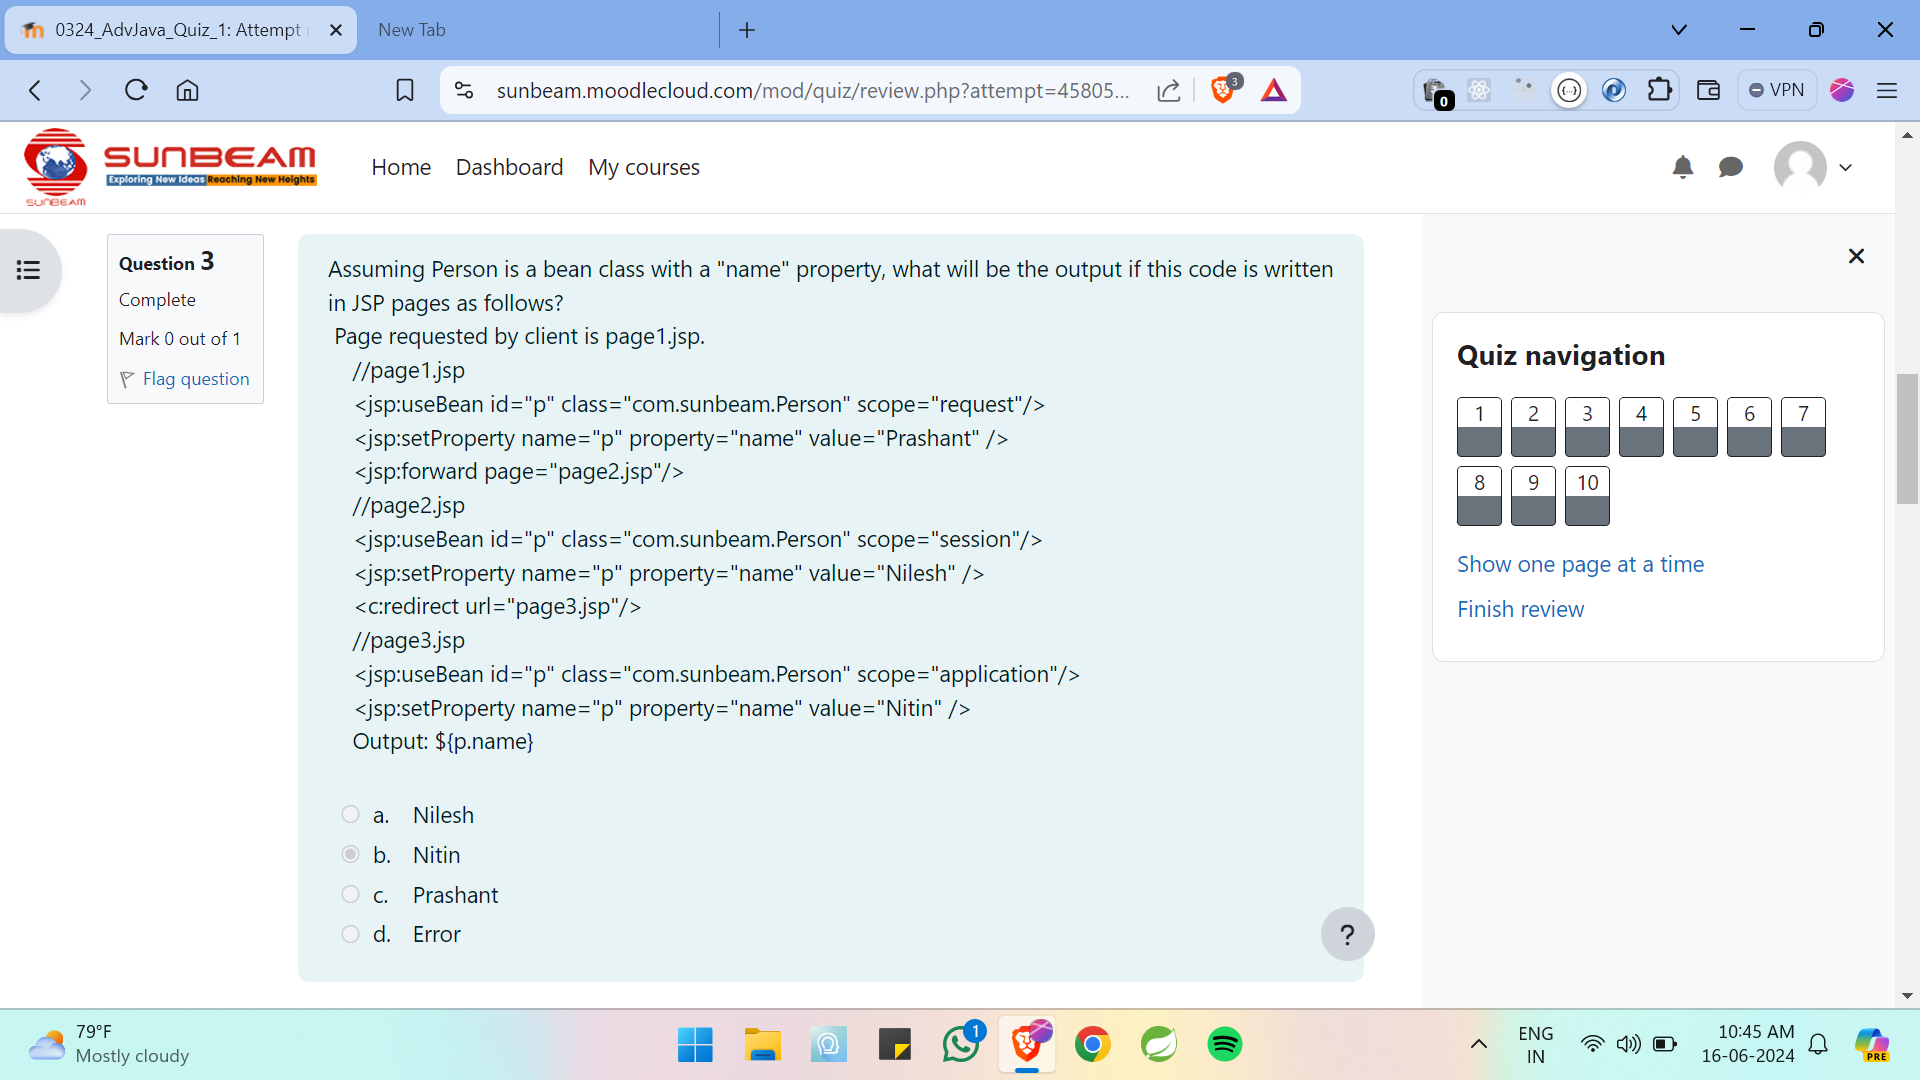 0324_AdvJava_Quiz_1: Attempt
New Tab
sunbeam.moodlecloud.com/mod/quiz/review.php?attempt=45805...
3
0
VPN
SUNBEAM
SUNBEAM
Exploring New Ideas Reaching New Heights
Home
Dashboard
My courses
Question 3
Complete
Mark 0 out of 1
Flag question
Assuming Person is a bean class with a "name" property, what will be the output if this code is written
in JSP pages as follows?
Page requested by client is page1.jsp.
//page1.jsp
<jsp:useBean id="p" class="com.sunbeam.Person" scope="request"/>
<jsp:setProperty name="p" property="name" value="Prashant" />
<jsp:forward page="page2.jsp"/>
//page2.jsp
<jsp:useBean id="p" class="com.sunbeam.Person" scope="session"/>
<jsp:setProperty name="p" property="name" value="Nilesh" />
<c:redirect url="page3.jsp"/>
//page3.jsp
<jsp:useBean id="p" class="com.sunbeam.Person" scope="application"/>
<jsp:setProperty name="p" property="name" value="Nitin" />
Output: ${p.name}
a. Nilesh
b. Nitin
c. Prashant
d. Error
?
Quiz navigation
1 2 3 4 5 6 7
8 9 10
Show one page at a time
Finish review
79°F
Mostly cloudy
1
ENG
IN
10:45 AM
16-06-2024
PRE